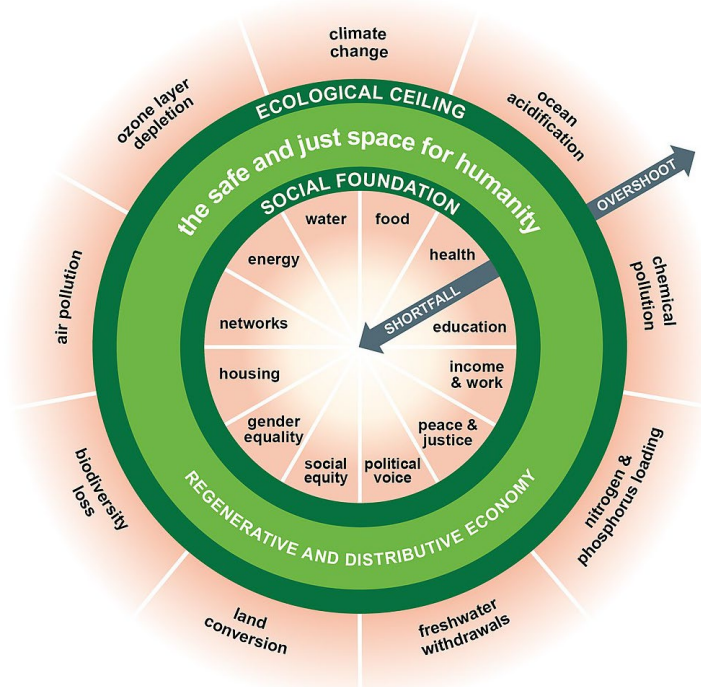 climate
change
ocean
acidification
OVERSHOOT
chemical
pollution
nitrogen &
phosphorus loading
freshwater
withdrawals
land
conversion
biodiversity
loss
air pollution
ozone layer
depletion
ECOLOGICAL CEILING
the safe and just space for humanity
SOCIAL FOUNDATION
water
food
health
SHORTFALL
education
income
& work
peace &
justice
political
voice
social
equity
gender
equality
housing
networks
energy
REGENERATIVE AND DISTRIBUTIVE ECONOMY